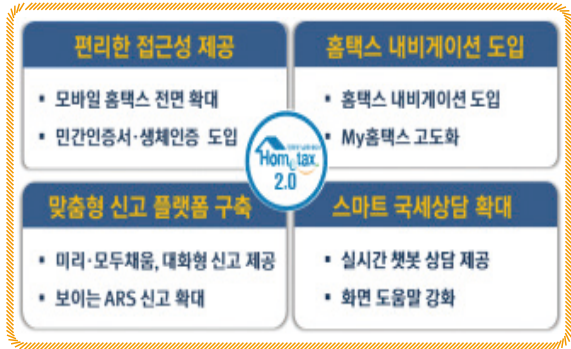 편리한 접근성 제공
▪ 모바일 홈택스 전면 확대
▪ 민간인증서·생체인증 도입
홈택스 내비게이션 도입
▪ 홈택스 내비게이션 도입
▪ My홈택스 고도화
Hometax.
2.0
맞춤형 신고 플랫폼 구축
▪ 미리·모두채움, 대화형 신고 제공
▪ 보이는 ARS 신고 확대
스마트 국세상담 확대
▪ 실시간 챗봇 상담 제공
▪ 화면 도움말 강화